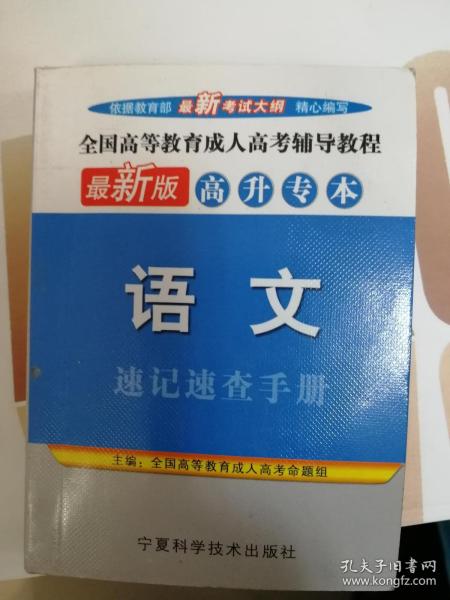 依据教育部 最新考试大纲 精心编写
全国高等教育成人高考辅导教程
最新版 高升专本
语文
速记速查手册
主编：全国高等教育成人高考命题组
宁夏科学技术出版社
孔夫子旧书网
www.kongfz.com